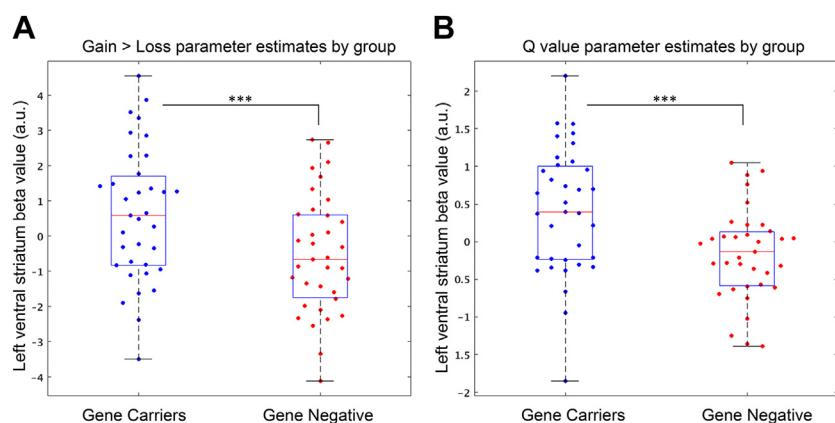 A
Gain > Loss parameter estimates by group
Left ventral striatum beta value (a.u.)
4
3
2
1
0
−1
−2
−3
−4
***
Gene Carriers
Gene Negative
B
Q value parameter estimates by group
Left ventral striatum beta value (a.u.)
2
1.5
1
0.5
0
0.5
−1
1.5
−2
***
Gene Carriers
Gene Negative